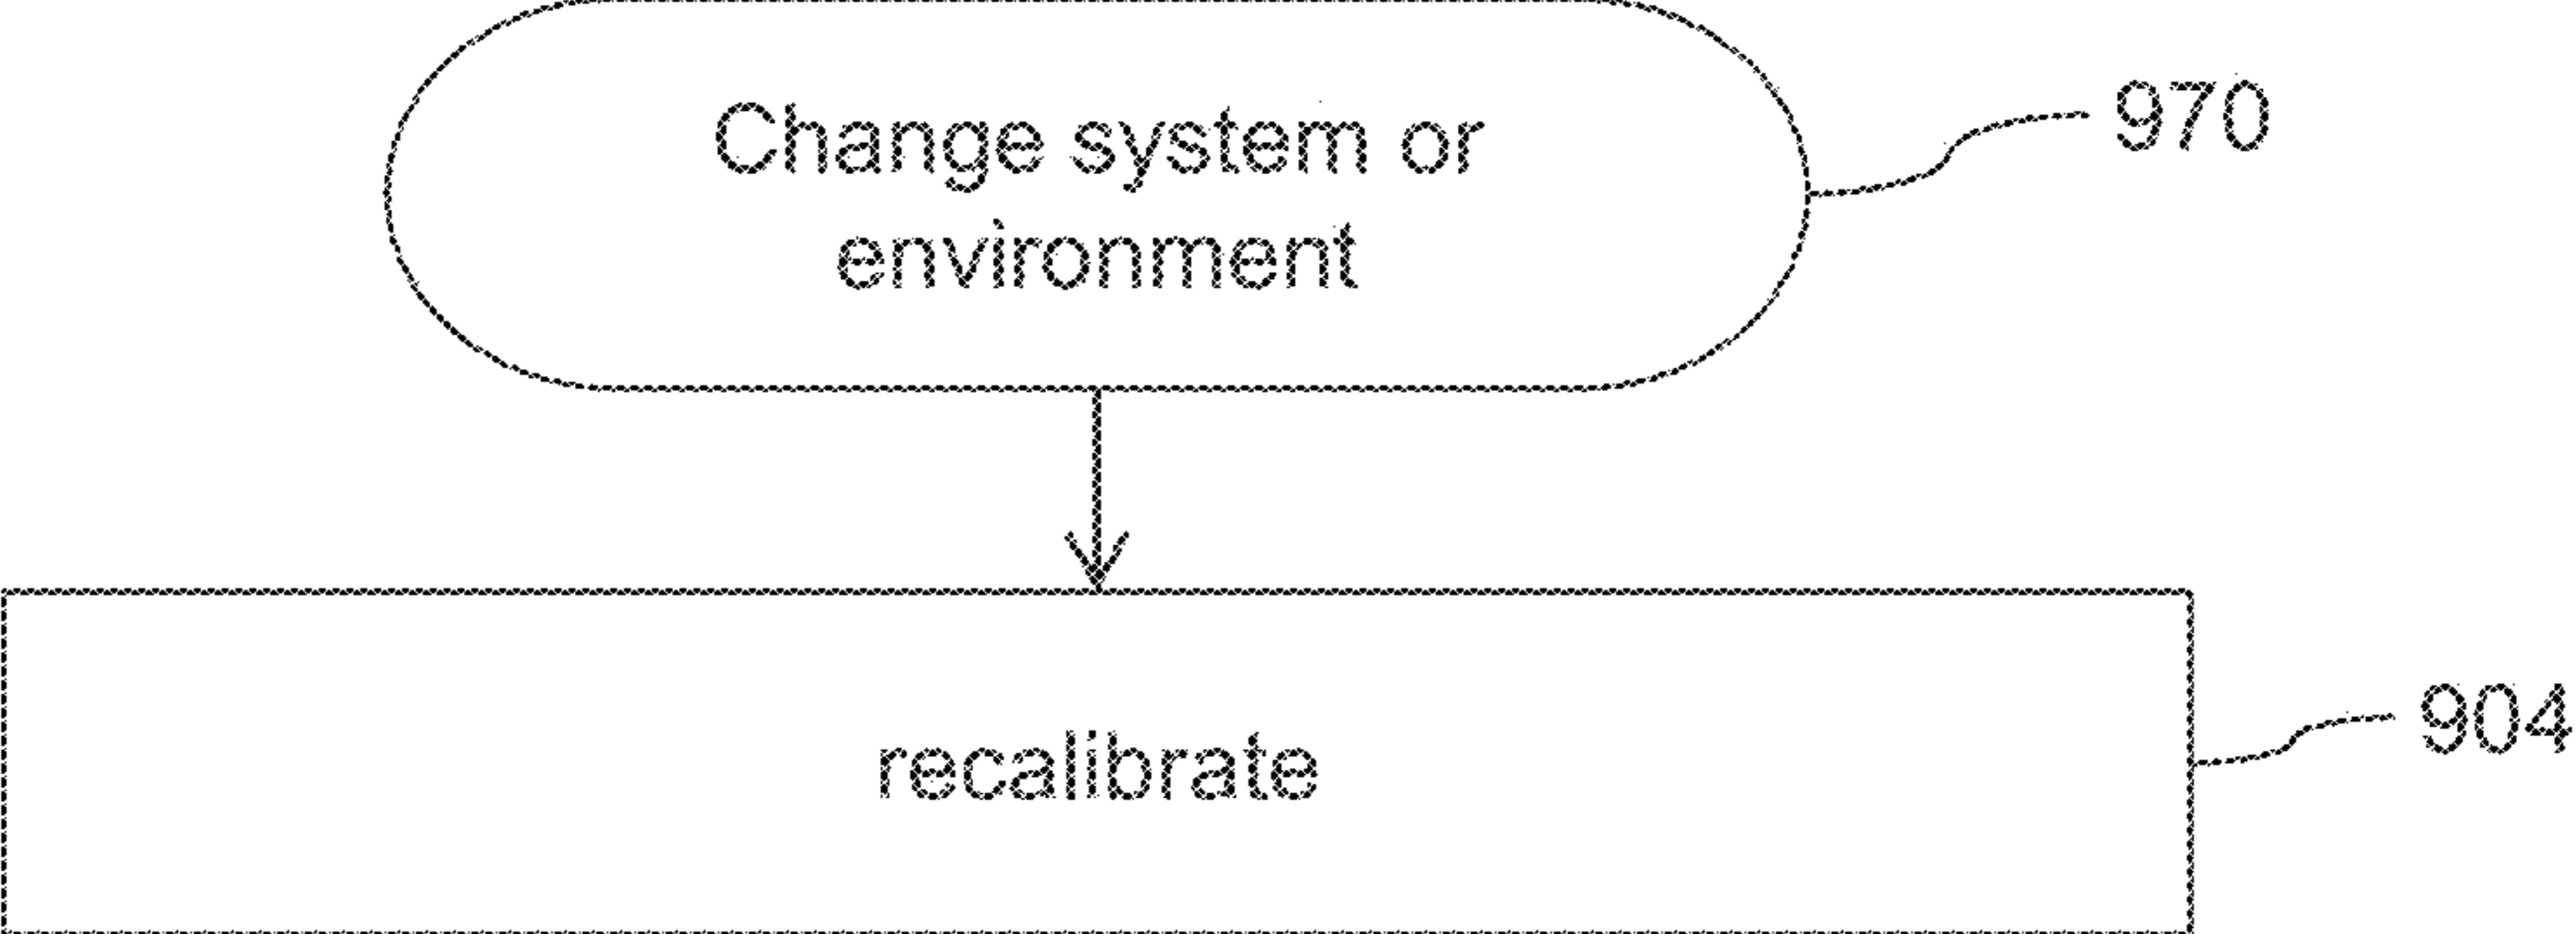 Change system or
environment
970
recalibrate
904